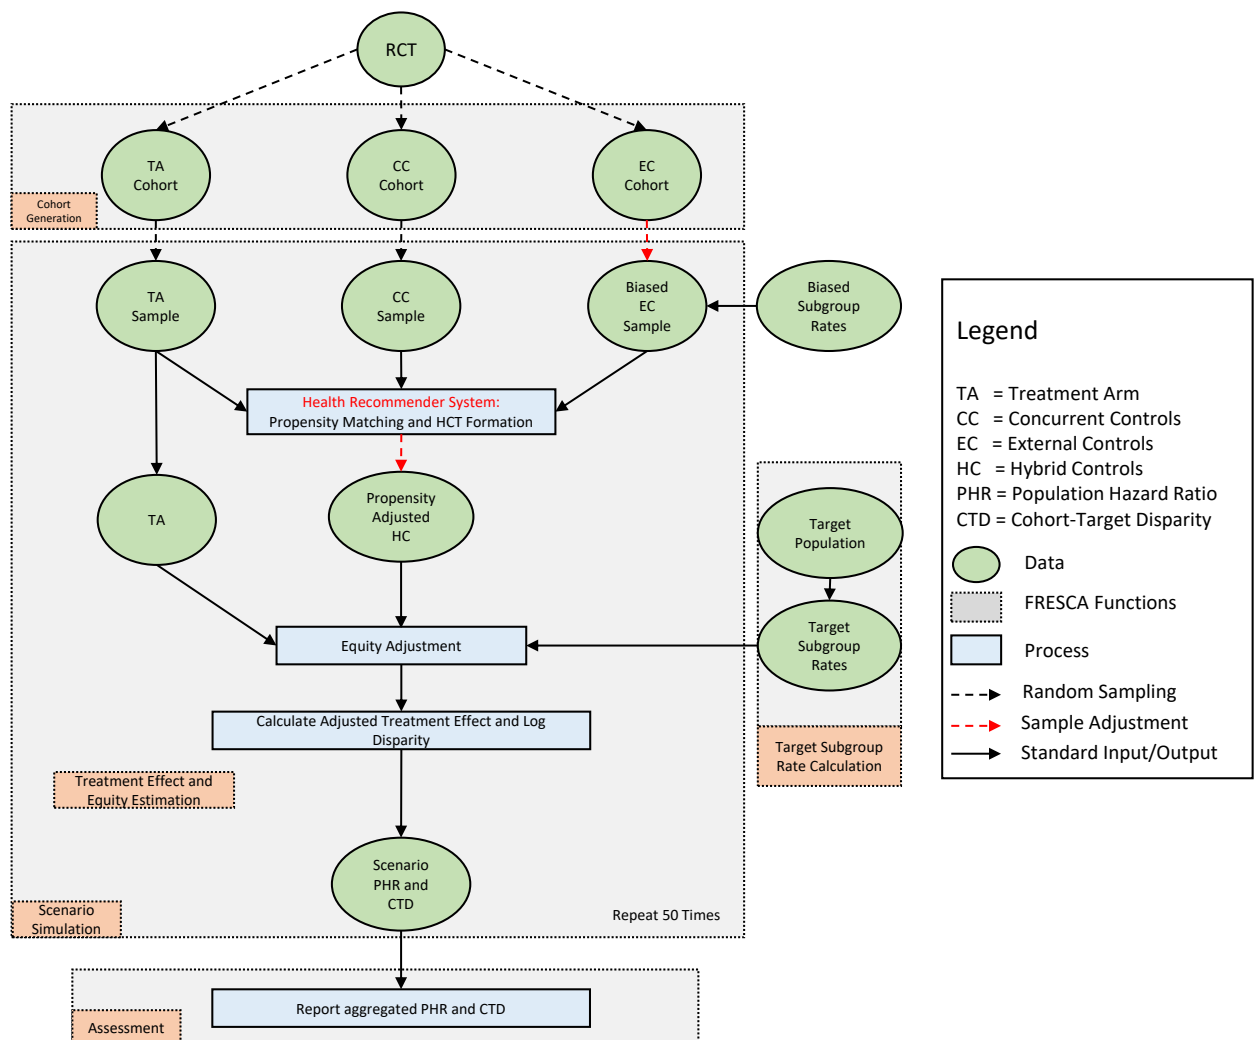 RCT
TA
Cohort
CC
Cohort
EC
Cohort
Cohort
Generation
TA
Sample
CC
Sample
Biased
EC
Sample
Biased
Subgroup
Rates
Health Recommender System:
Propensity Matching and HCT Formation
TA
Propensity
Adjusted
HC
Target
Population
Equity Adjustment
Target
Subgroup
Rates
Calculate Adjusted Treatment Effect and Log
Disparity
Target Subgroup
Rate Calculation
Treatment Effect and
Equity Estimation
Scenario
PHR and
CTD
Scenario
Simulation
Repeat 50 Times
Report aggregated PHR and CTD
Assessment
Legend
TA = Treatment Arm
CC = Concurrent Controls
EC = External Controls
HC = Hybrid Controls
PHR = Population Hazard Ratio
CTD = Cohort-Target Disparity
Data
FRESCA Functions
Process
Random Sampling
Sample Adjustment
Standard Input/Output